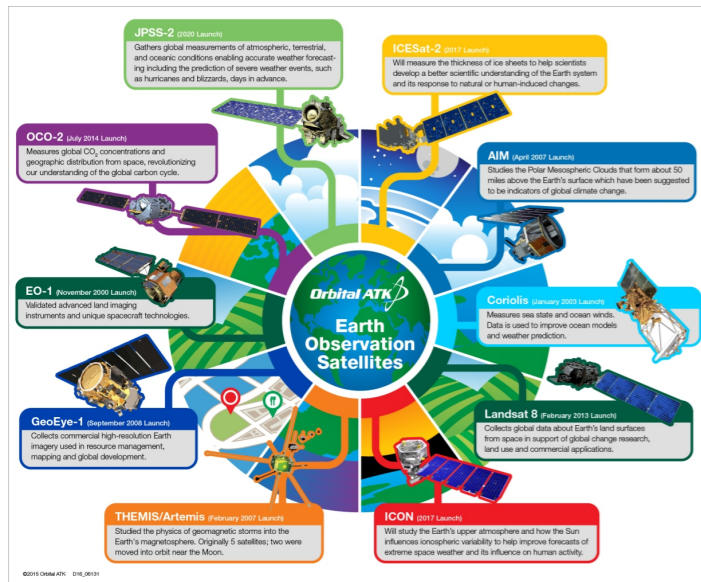 JPSS-2 (2020 Launch)
Gathers global measurements of atmospheric, terrestrial,
and oceanic conditions enabling accurate weather forecast-
ing including the prediction of severe weather events, such
as hurricanes and blizzards, days in advance.
ICESat-2 (2017 Launch)
Will measure the thickness of ice sheets to help scientists
develop a better scientific understanding of the Earth system
and its response to natural or human-induced changes.
OCO-2 (July 2014 Launch)
Measures global CO₂ concentrations and
geographic distribution from space, revolutionizing
our understanding of the global carbon cycle.
AIM (April 2007 Launch)
Studies the Polar Mesospheric Clouds that form about 50
miles above the Earth's surface which have been suggested
to be indicators of global climate change.
EO-1 (November 2000 Launch)
Validated advanced land imaging
instruments and unique spacecraft technologies.
Orbital ATK
Earth
Observation
Satellites
Coriolis (January 2003 Launch)
Measures sea state and ocean winds.
Data is used to improve ocean models
and weather prediction.
GeoEye-1 (September 2008 Launch)
Collects commercial high-resolution Earth
imagery used in resource management,
mapping and global development.
Landsat 8 (February 2013 Launch)
Collects global data about Earth's land surfaces
from space in support of global change research,
land use and commercial applications.
THEMIS/Artemis (February 2007 Launch)
Studied the physics of geomagnetic storms into the
Earth's magnetosphere. Originally 5 satellites; two were
moved into orbit near the Moon.
ICON (2017 Launch)
Will study the Earth's upper atmosphere and how the Sun
influences ionospheric variability to help improve forecasts of
extreme space weather and its influence on human activity.
©2015 Orbital ATK D16_06131